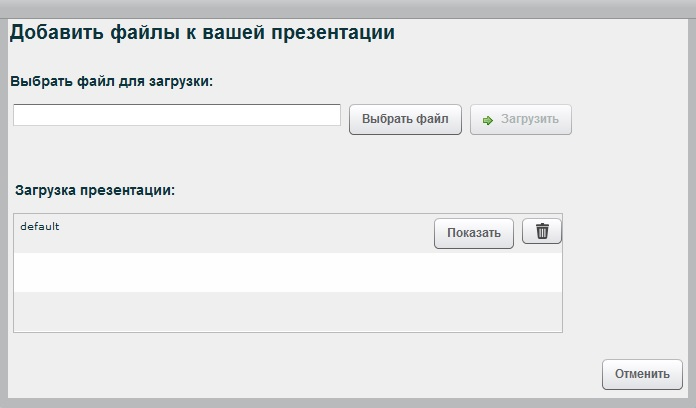 Добавить файлы к вашей презентации
Выбрать файл для загрузки:
Выбрать файл
Загрузить
Загрузка презентации:
default
Показать
Отменить